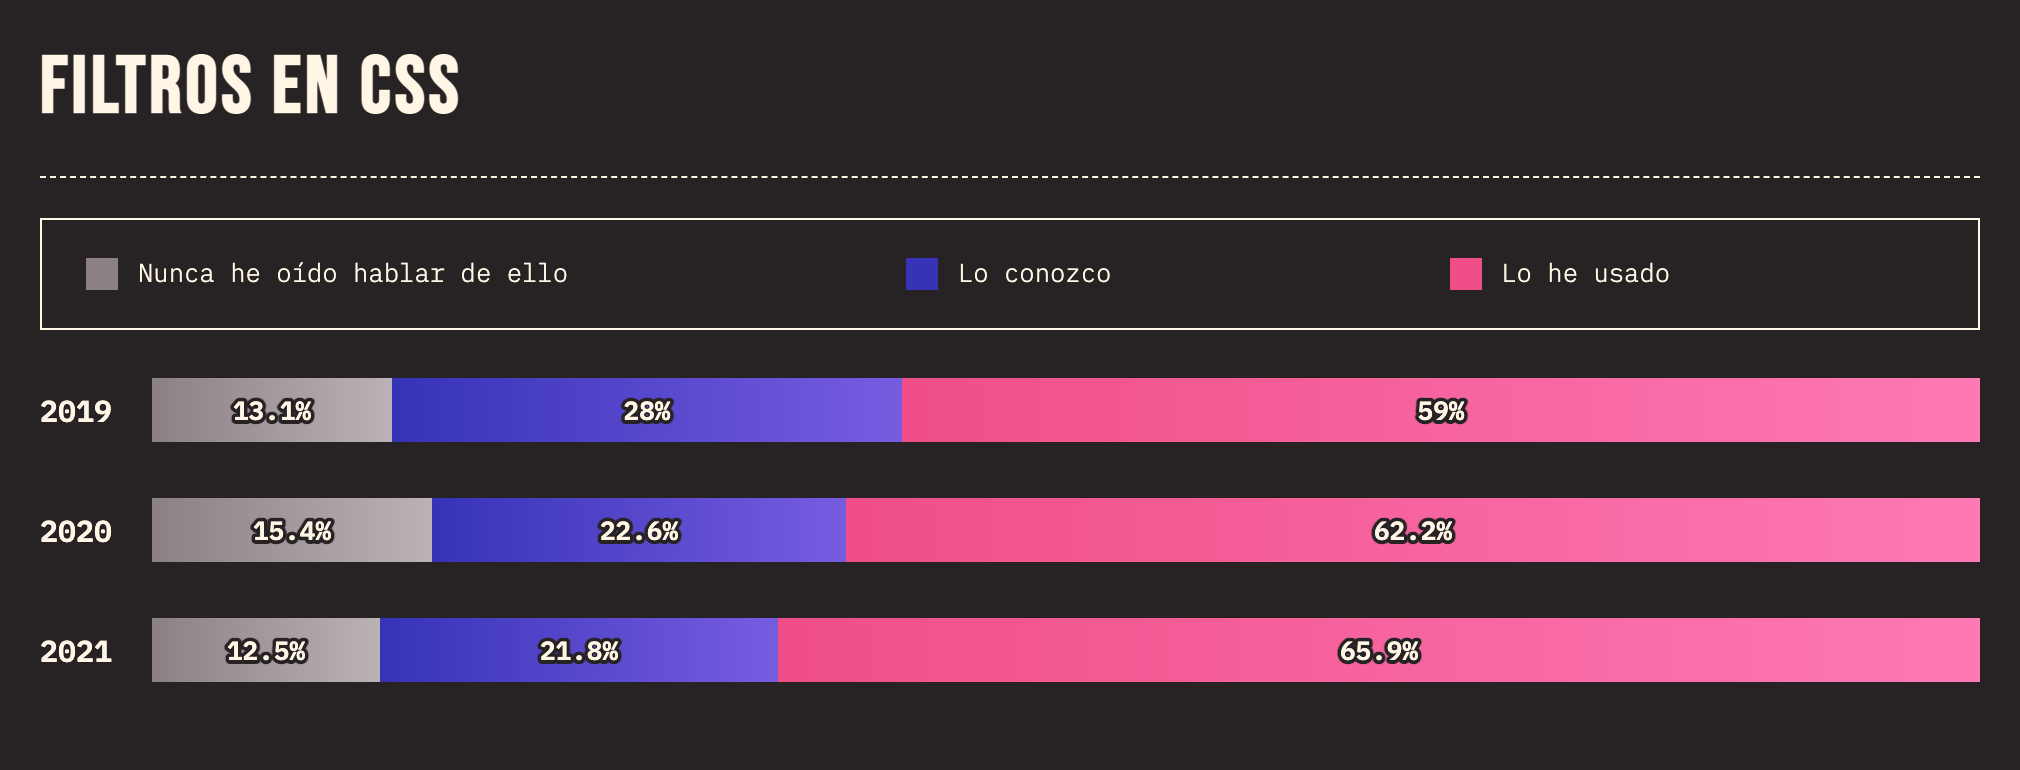 FILTROS EN CSS
Nunca he oído hablar de ello
Lo conozco
Lo he usado
2019 13.1% 28% 59%
2020 15.4% 22.6% 62.2%
2021 12.5% 21.8% 65.9%